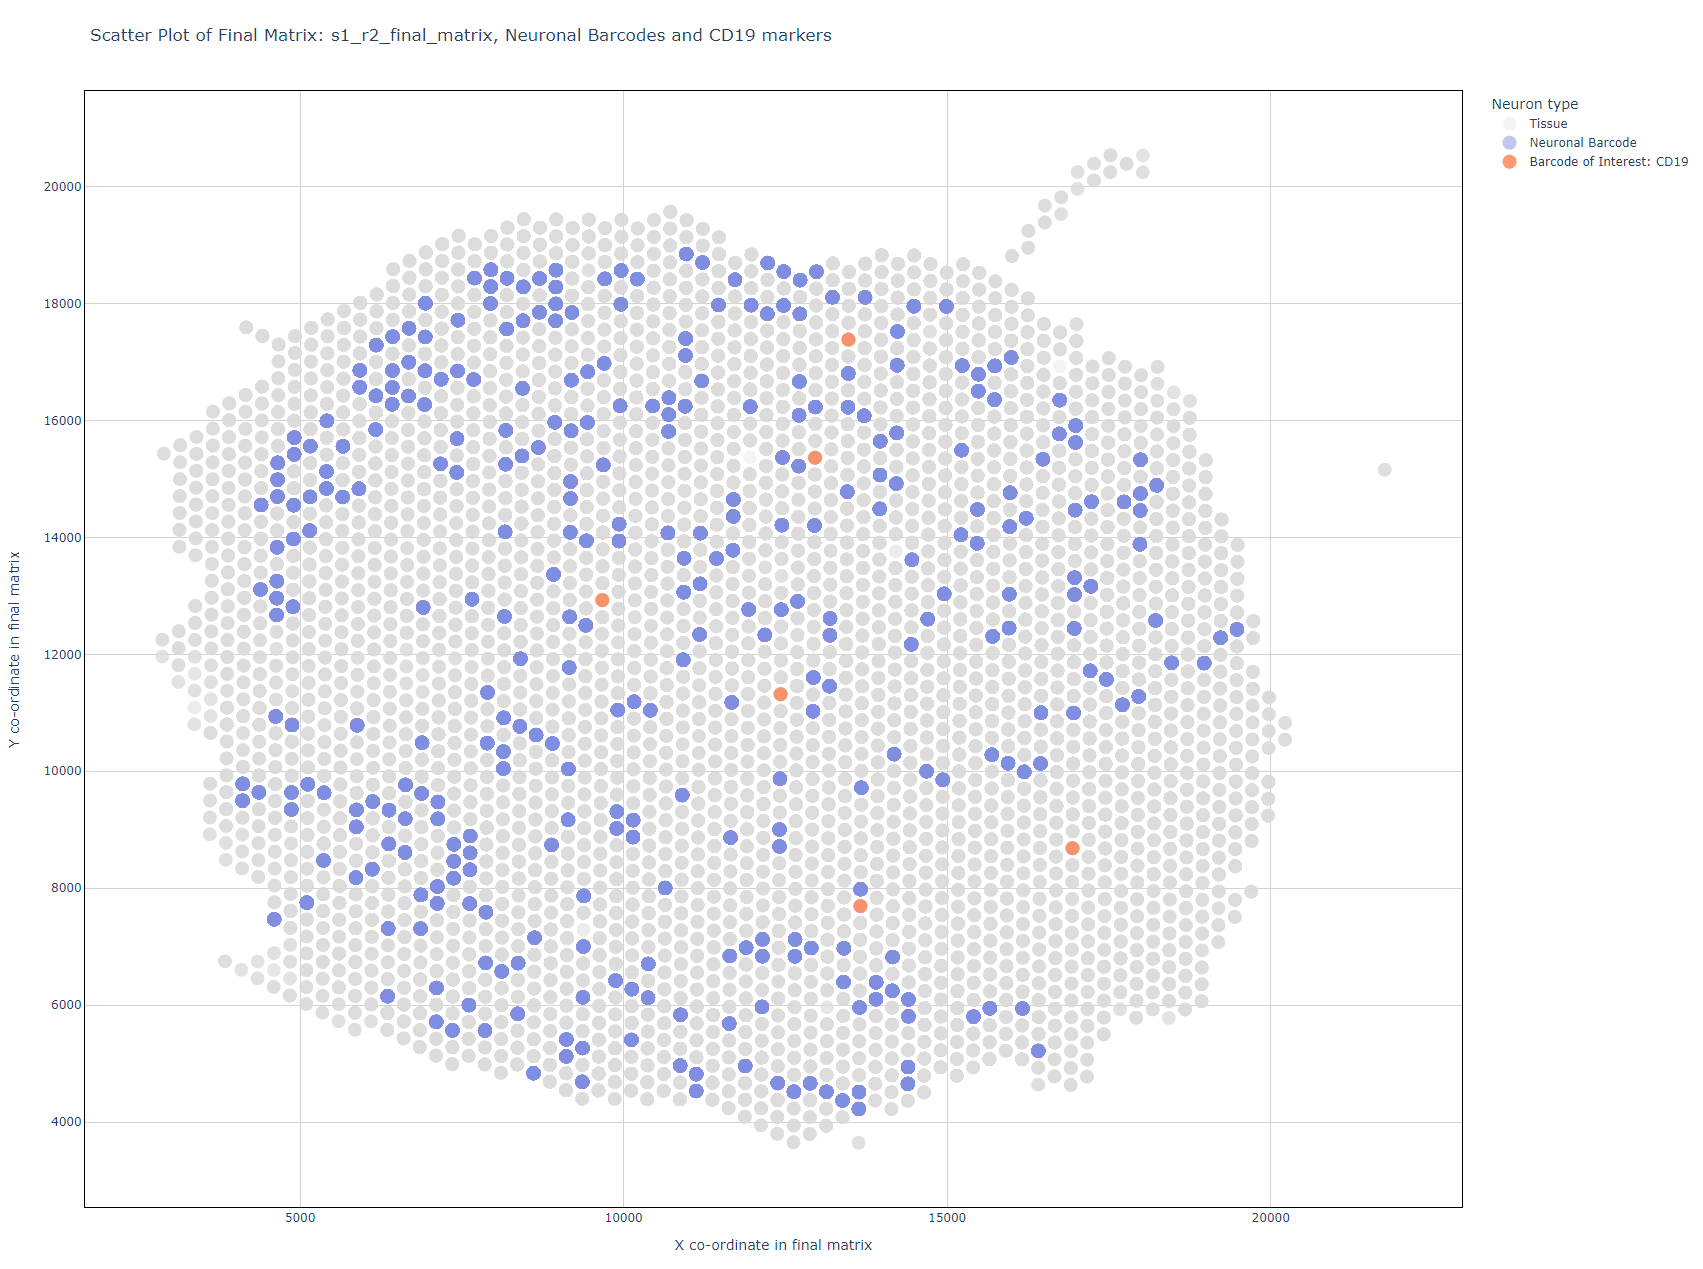 Scatter Plot of Final Matrix: s1_r2_final_matrix, Neuronal Barcodes and CD19 markers
Neuron type
Tissue
Neuronal Barcode
Barcode of Interest: CD19
Y co-ordinate in final matrix
20000
18000
16000
14000
12000
10000
8000
6000
4000
5000
10000
15000
20000
X co-ordinate in final matrix